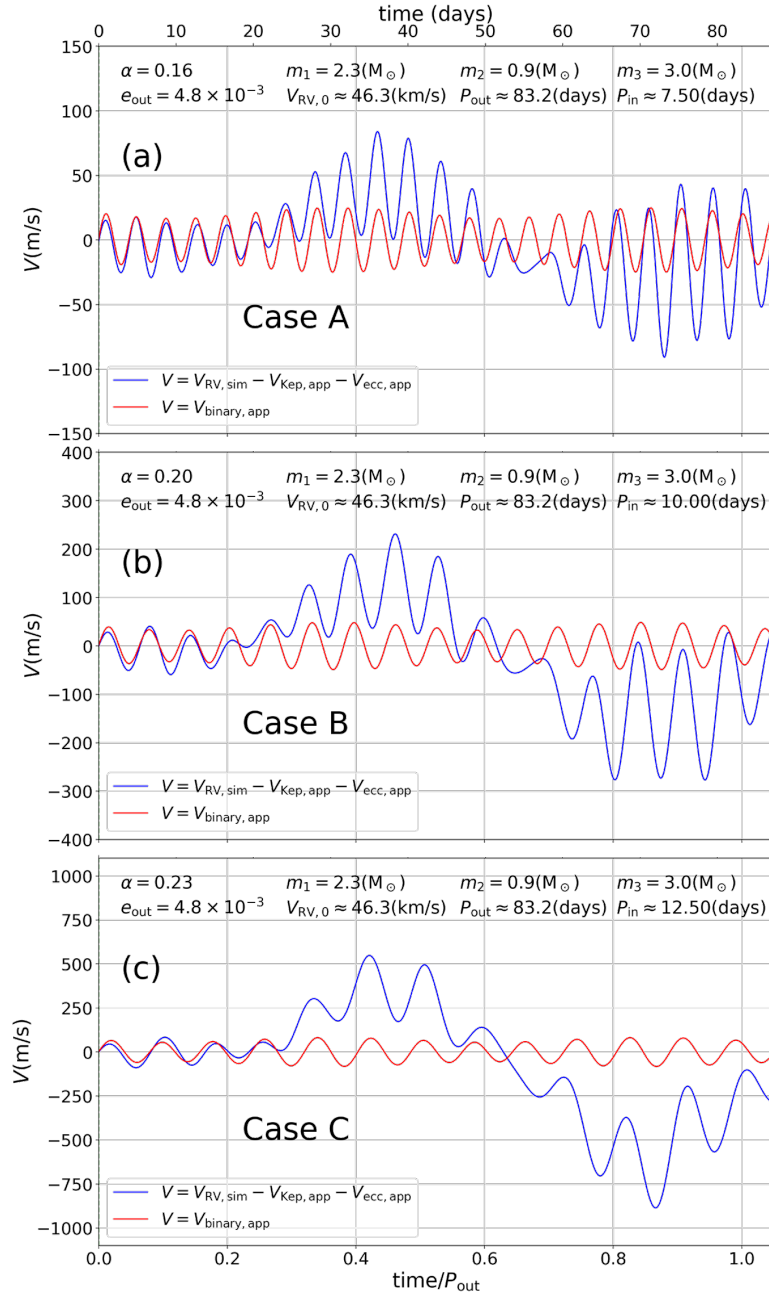 time (days)
0 10 20 30 40 50 60 70 80
150
100
50
0
−50
−100
−150
V(m/s)
α = 0.16 m₁ = 2.3(M⊙) m₂ = 0.9(M⊙) m₃ = 3.0(M⊙)
e_out = 4.8 × 10⁻³ V_RV, 0 ≈ 46.3(km/s) P_out ≈ 83.2(days) P_in ≈ 7.50(days)
(a)
Case A
V = V_RV, sim − V_Kep, app − V_ecc, app
V = V_binary, app
400
300
200
100
0
−100
−200
−300
−400
V(m/s)
α = 0.20 m₁ = 2.3(M⊙) m₂ = 0.9(M⊙) m₃ = 3.0(M⊙)
e_out = 4.8 × 10⁻³ V_RV, 0 ≈ 46.3(km/s) P_out ≈ 83.2(days) P_in ≈ 10.00(days)
(b)
Case B
V = V_RV, sim − V_Kep, app − V_ecc, app
V = V_binary, app
1000
750
500
250
0
−250
−500
−750
−1000
V(m/s)
α = 0.23 m₁ = 2.3(M⊙) m₂ = 0.9(M⊙) m₃ = 3.0(M⊙)
e_out = 4.8 × 10⁻³ V_RV, 0 ≈ 46.3(km/s) P_out ≈ 83.2(days) P_in ≈ 12.50(days)
(c)
Case C
V = V_RV, sim − V_Kep, app − V_ecc, app
V = V_binary, app
0.0 0.2 0.4 0.6 0.8 1.0
time/P_out